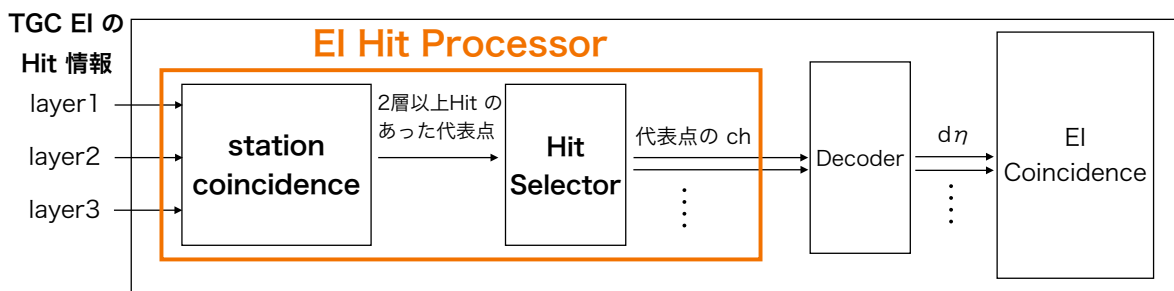 TGC EI の
Hit 情報
layer1
layer2
layer3
EI Hit Processor
station
coincidence
2層以上Hit の
あった代表点
Hit
Selector
代表点の ch
Decoder
dη
EI
Coincidence